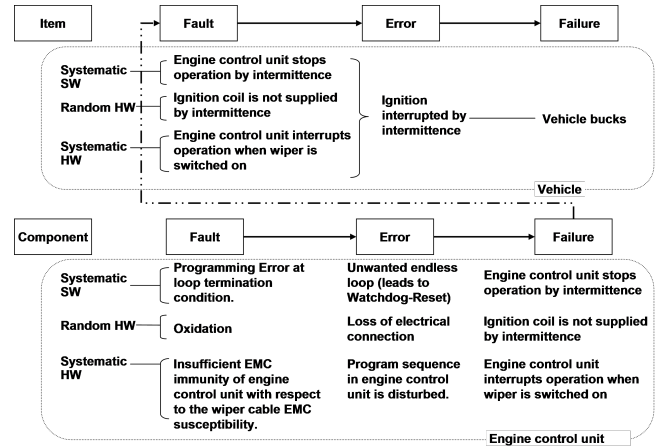 Item
Fault
Error
Failure
Systematic
SW
Engine control unit stops
operation by intermittence
Random HW
Ignition coil is not supplied
by intermittence
Systematic
HW
Engine control unit interrupts
operation when wiper is
switched on
Ignition
interrupted by
intermittence
Vehicle bucks
Vehicle
Component
Fault
Error
Failure
Systematic
SW
Programming Error at
loop termination
condition.
Unwanted endless
loop (leads to
Watchdog-Reset)
Engine control unit stops
operation by intermittence
Random HW
Oxidation
Loss of electrical
connection
Ignition coil is not supplied
by intermittence
Systematic
HW
Insufficient EMC
immunity of engine
control unit with respect
to the wiper cable EMC
susceptibility.
Program sequence
in engine control
unit is disturbed.
Engine control unit
interrupts operation when
wiper is switched on
Engine control unit